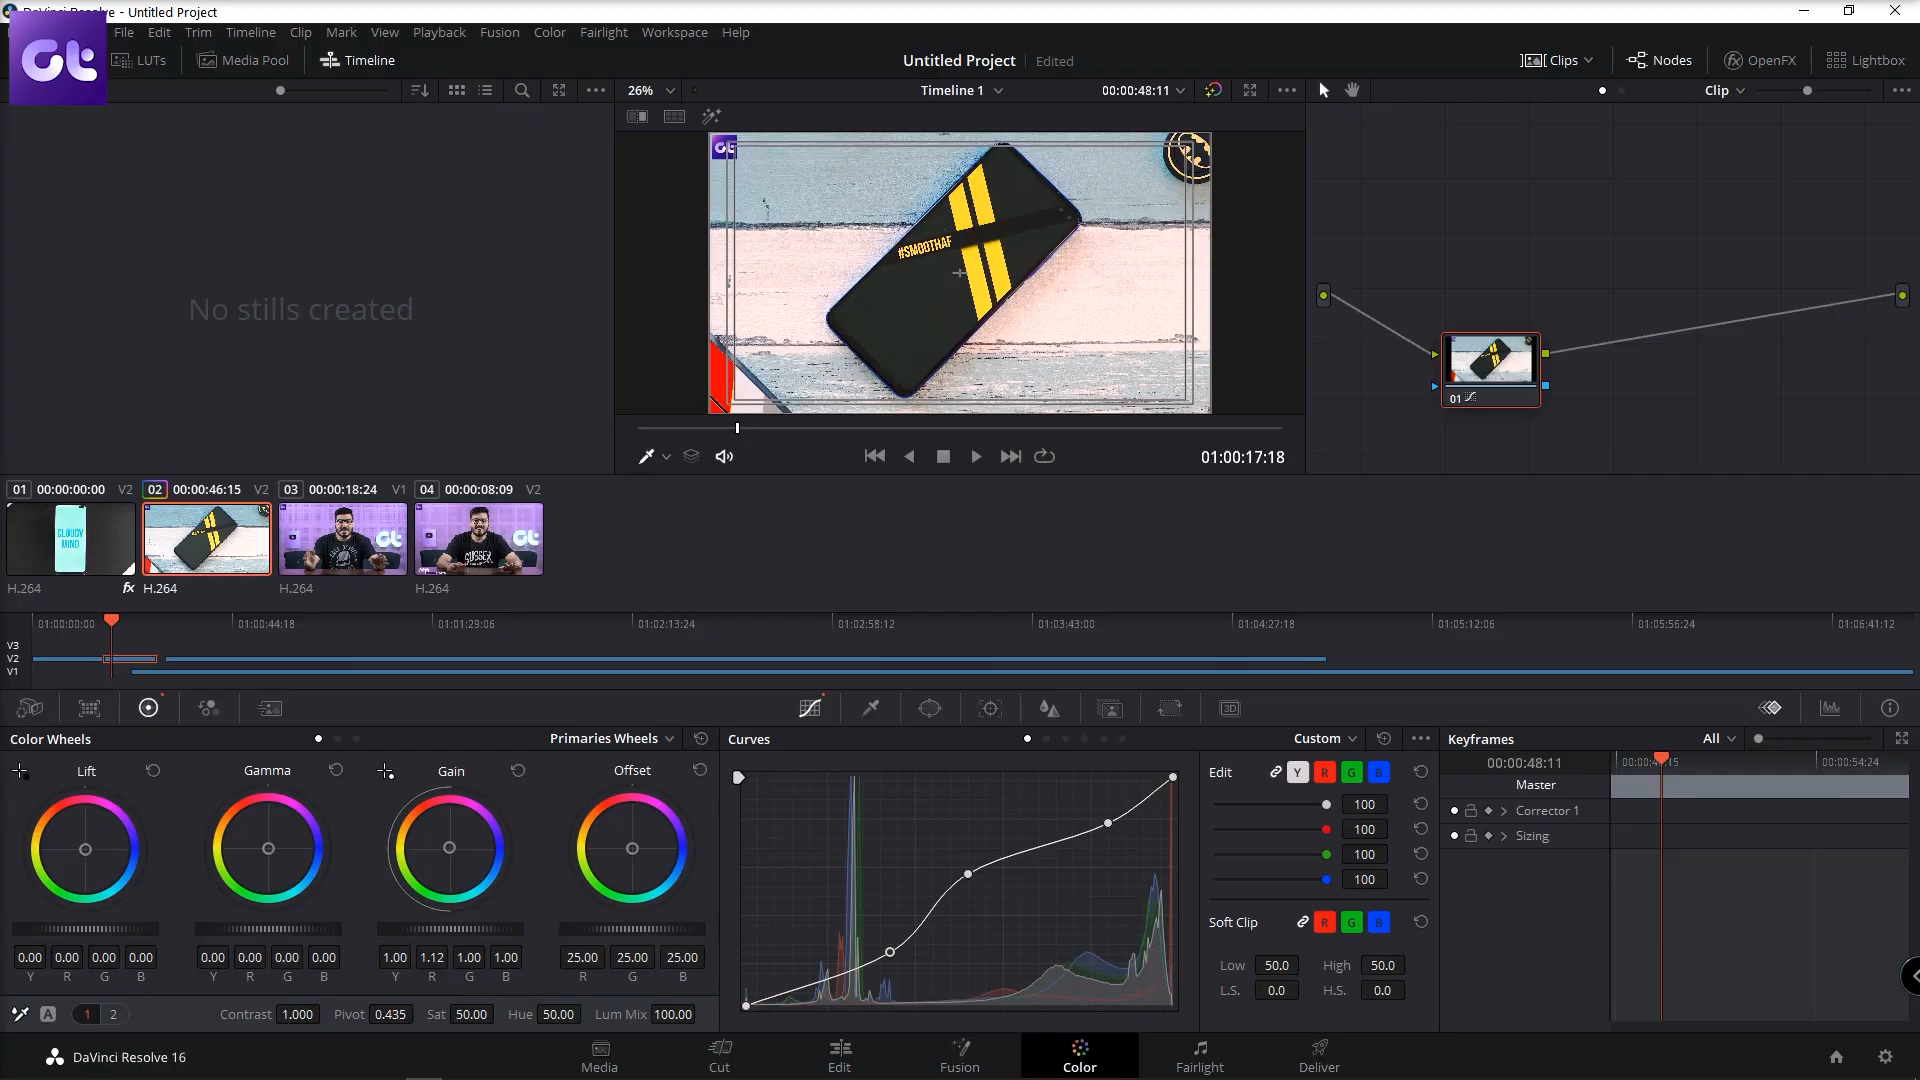 DaVinci Resolve - Untitled Project
File Edit Trim Timeline Clip Mark View Playback Fusion Color Fairlight Workspace Help
Gt
LUTs Media Pool Timeline
Untitled Project Edited
Clips Nodes OpenFX Lightbox
26% Timeline 1 00:00:48:11 Clip
Gt
#SMOOTHAF
No stills created
01
01:00:17:18
01 00:00:00:00 V2 02 00:00:46:15 V2 03 00:00:18:24 V1 04 00:00:08:09 V2
CLOUDY
MIND
H.264 fx H.264 H.264 H.264
01:00:00:00 01:00:44:18 01:01:29:06 01:02:13:24 01:02:58:12 01:03:43:00 01:04:27:18 01:05:12:06 01:05:56:24 01:06:41:12
V3
V2
V1
3D
Color Wheels Primaries Wheels
Lift Gamma Gain Offset
0.00 0.00 0.00 0.00 0.00 0.00 0.00 0.00 1.00 1.12 1.00 1.00 25.00 25.00 25.00
Y R G B Y R G B Y R G B R G B
A 1 2 Contrast 1.000 Pivot 0.435 Sat 50.00 Hue 50.00 Lum Mix 100.00
Curves Custom
Edit Y R G B
100
100
100
100
Soft Clip R G B
Low 50.0 High 50.0
L.S. 0.0 H.S. 0.0
Keyframes All
00:00:48:11 00:00:54:24
Master
Corrector 1
Sizing
DaVinci Resolve 16
Media Cut Edit Fusion Color Fairlight Deliver